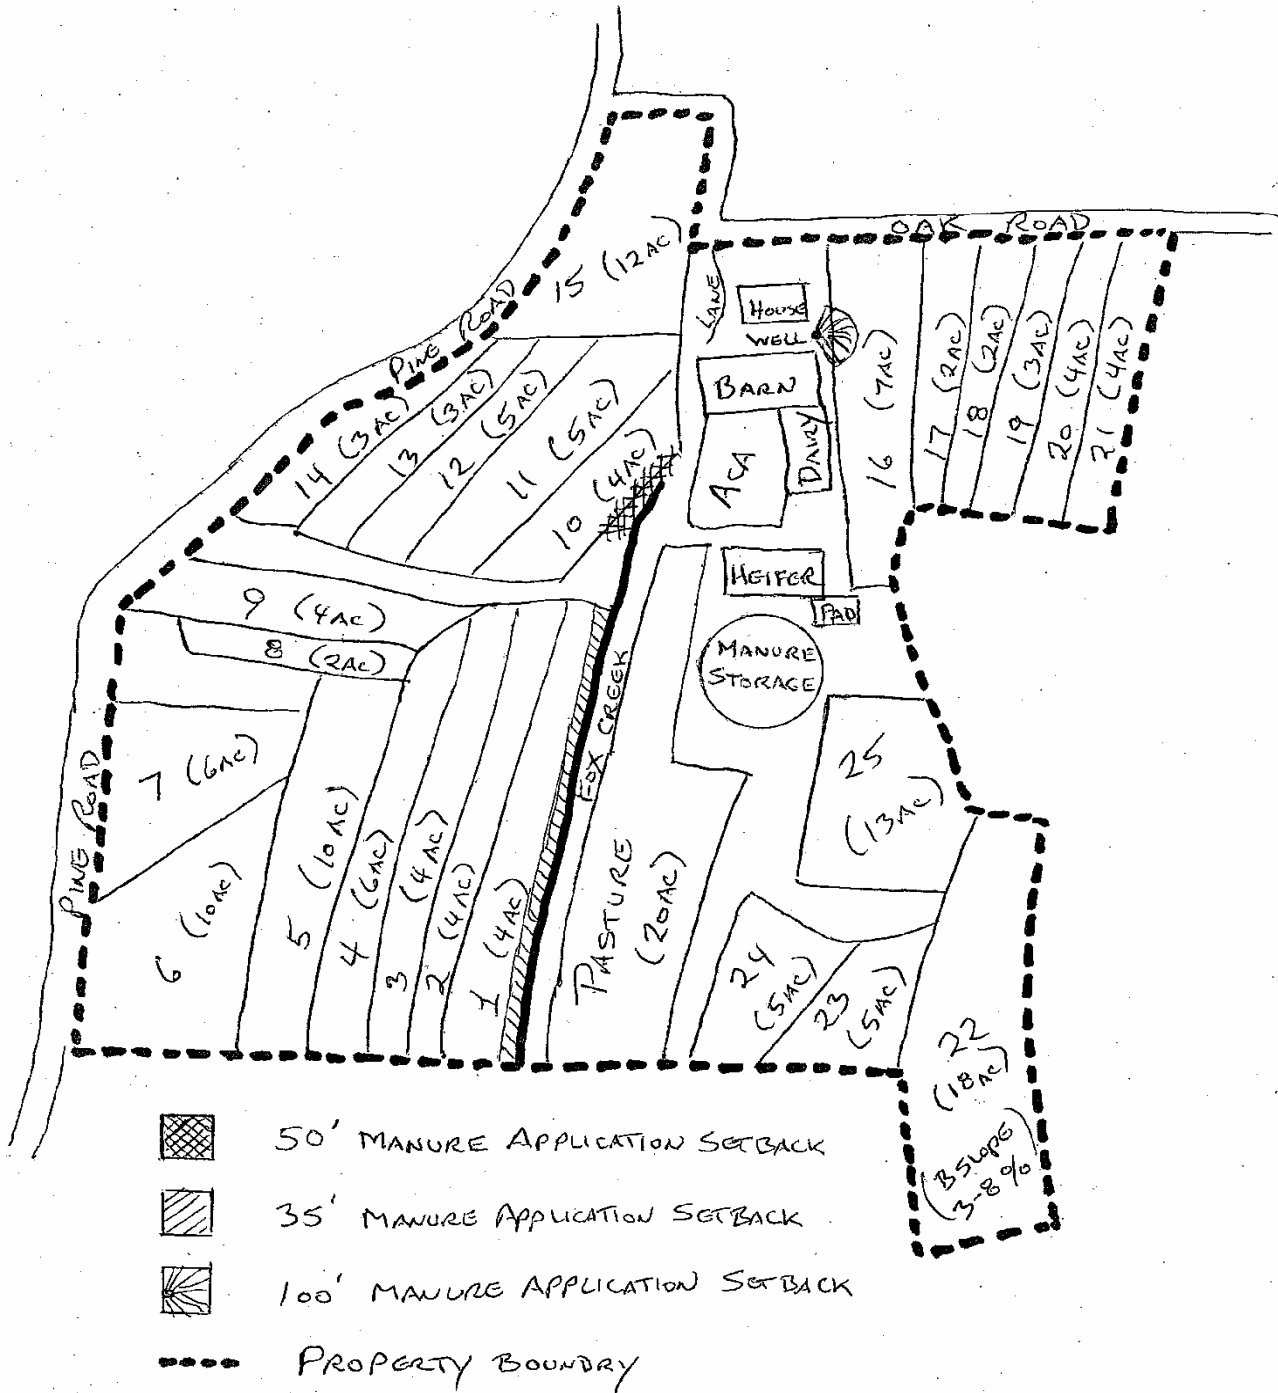 OAK ROAD
15 (12AC)
PINE ROAD
LANE
HOUSE
WELL
BARN
DAIRY
ACA
14 (3AC)
13 (3AC)
12 (5AC)
11 (5AC)
10 (4AC)
16 (7AC)
17 (2AC)
18 (2AC)
19 (3AC)
20 (4AC)
21 (4AC)
HEIFER
PAD
MANURE
STORAGE
9 (4AC)
8 (2AC)
7 (6AC)
PINE ROAD
6 (10AC)
5 (10AC)
4 (6AC)
3 (4AC)
2 (4AC)
1 (4AC)
FOX CREEK
PASTURE
(20AC)
25
(13AC)
24
(5AC)
23
(5AC)
22
(18AC)
(B SLOPE
3-8%)
50' MANURE APPLICATION SETBACK
35' MANURE APPLICATION SETBACK
100' MANURE APPLICATION SETBACK
PROPERTY BOUNDRY